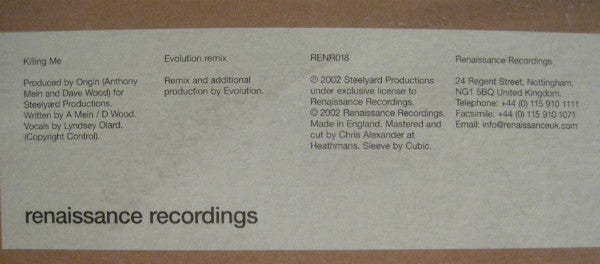 Killing Me
Produced by Origin (Anthony
Mein and Dave Wood) for
Steelyard Productions.
Written by A Mein / D Wood.
Vocals by Lyndsey Olard.
(Copyright Control).
Evolution remix
Remix and additional
production by Evolution.
RENR018
℗ 2002 Steelyard Productions
under exclusive license to
Renaissance Recordings.
© 2002 Renaissance Recordings.
Made in England. Mastered and
cut by Chris Alexander at
Heathmans. Sleeve by Cubic.
Renaissance Recordings
24 Regent Street, Nottingham,
NG1 5BQ United Kingdom.
Telephone: +44 (0) 115 910 1111
Facsimile: +44 (0) 115 910 1071
Email: info@renaissanceuk.com
renaissance recordings